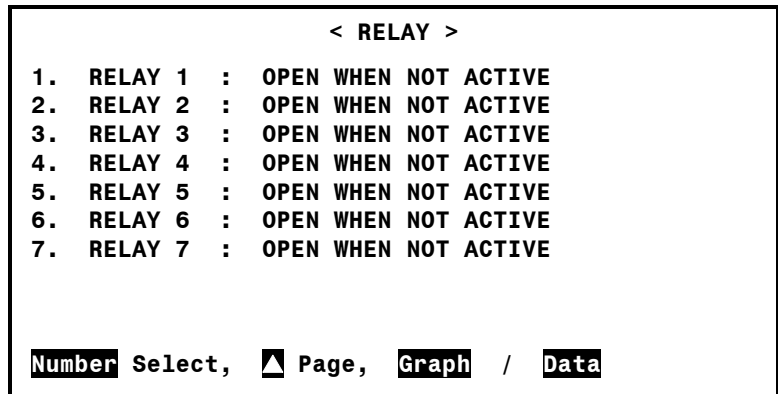 < RELAY >
1. RELAY 1 : OPEN WHEN NOT ACTIVE
2. RELAY 2 : OPEN WHEN NOT ACTIVE
3. RELAY 3 : OPEN WHEN NOT ACTIVE
4. RELAY 4 : OPEN WHEN NOT ACTIVE
5. RELAY 5 : OPEN WHEN NOT ACTIVE
6. RELAY 6 : OPEN WHEN NOT ACTIVE
7. RELAY 7 : OPEN WHEN NOT ACTIVE
Number Select, ▲ Page, Graph / Data